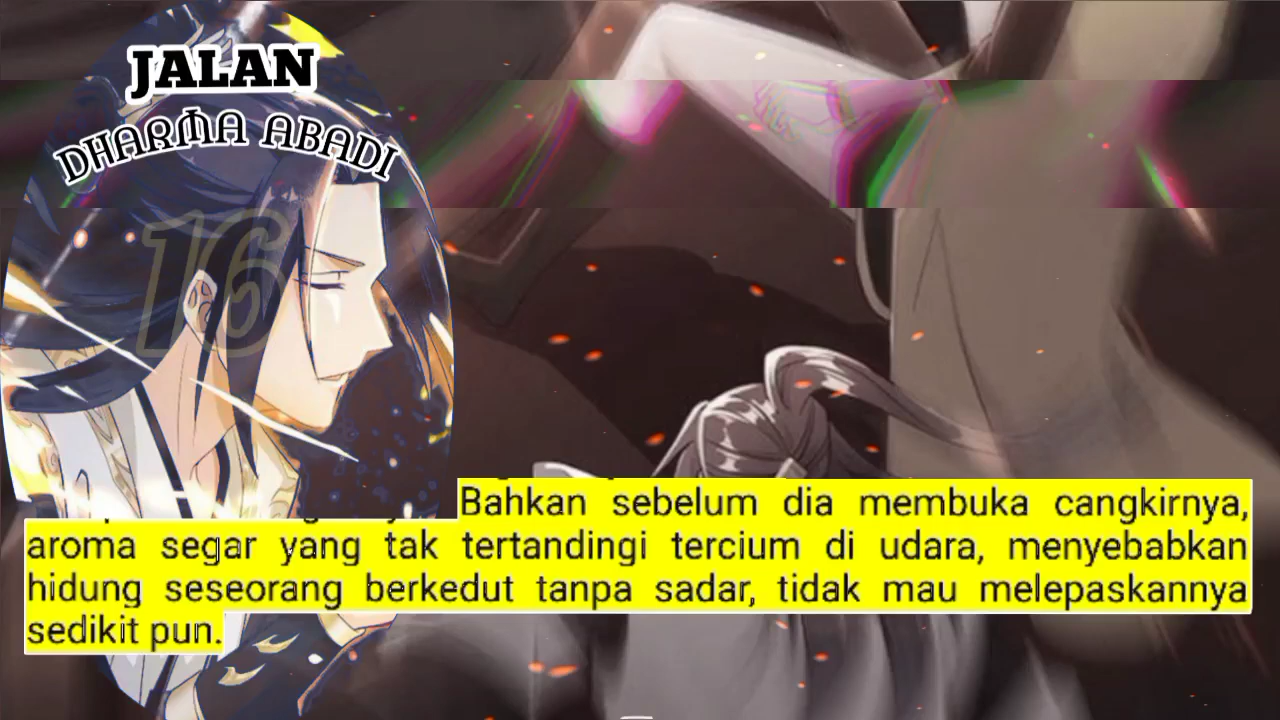 JALAN
DHARMA ABADI
16
Bahkan sebelum dia membuka cangkirnya,
aroma segar yang tak tertandingi tercium di udara, menyebabkan
hidung seseorang berkedut tanpa sadar, tidak mau melepaskannya
sedikit pun.